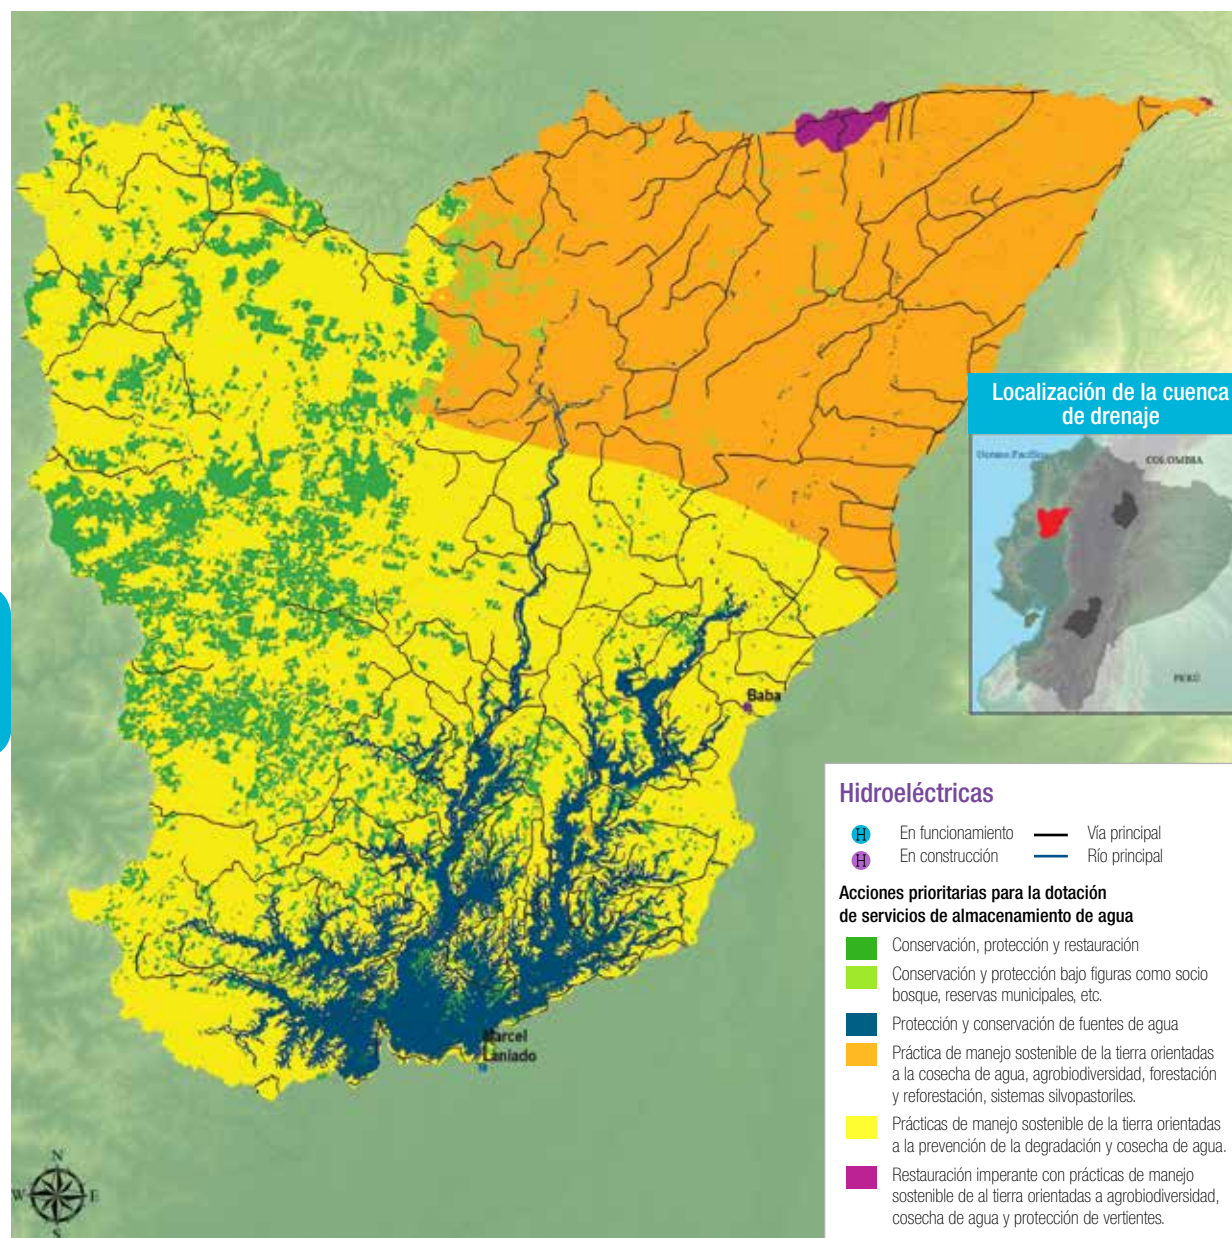 Localización de la cuenca
de drenaje
Océano Pacífico
COLOMBIA
PERÚ
Baba
Marcel
Laniado
N
W
E
S
Hidroeléctricas
H En funcionamiento
Vía principal
H En construcción
Río principal
Acciones prioritarias para la dotación
de servicios de almacenamiento de agua
Conservación, protección y restauración
Conservación y protección bajo figuras como socio
bosque, reservas municipales, etc.
Protección y conservación de fuentes de agua
Práctica de manejo sostenible de la tierra orientadas
a la cosecha de agua, agrobiodiversidad, forestación
y reforestación, sistemas silvopastoriles.
Prácticas de manejo sostenible de la tierra orientadas
a la prevención de la degradación y cosecha de agua.
Restauración imperante con prácticas de manejo
sostenible de al tierra orientadas a agrobiodiversidad,
cosecha de agua y protección de vertientes.